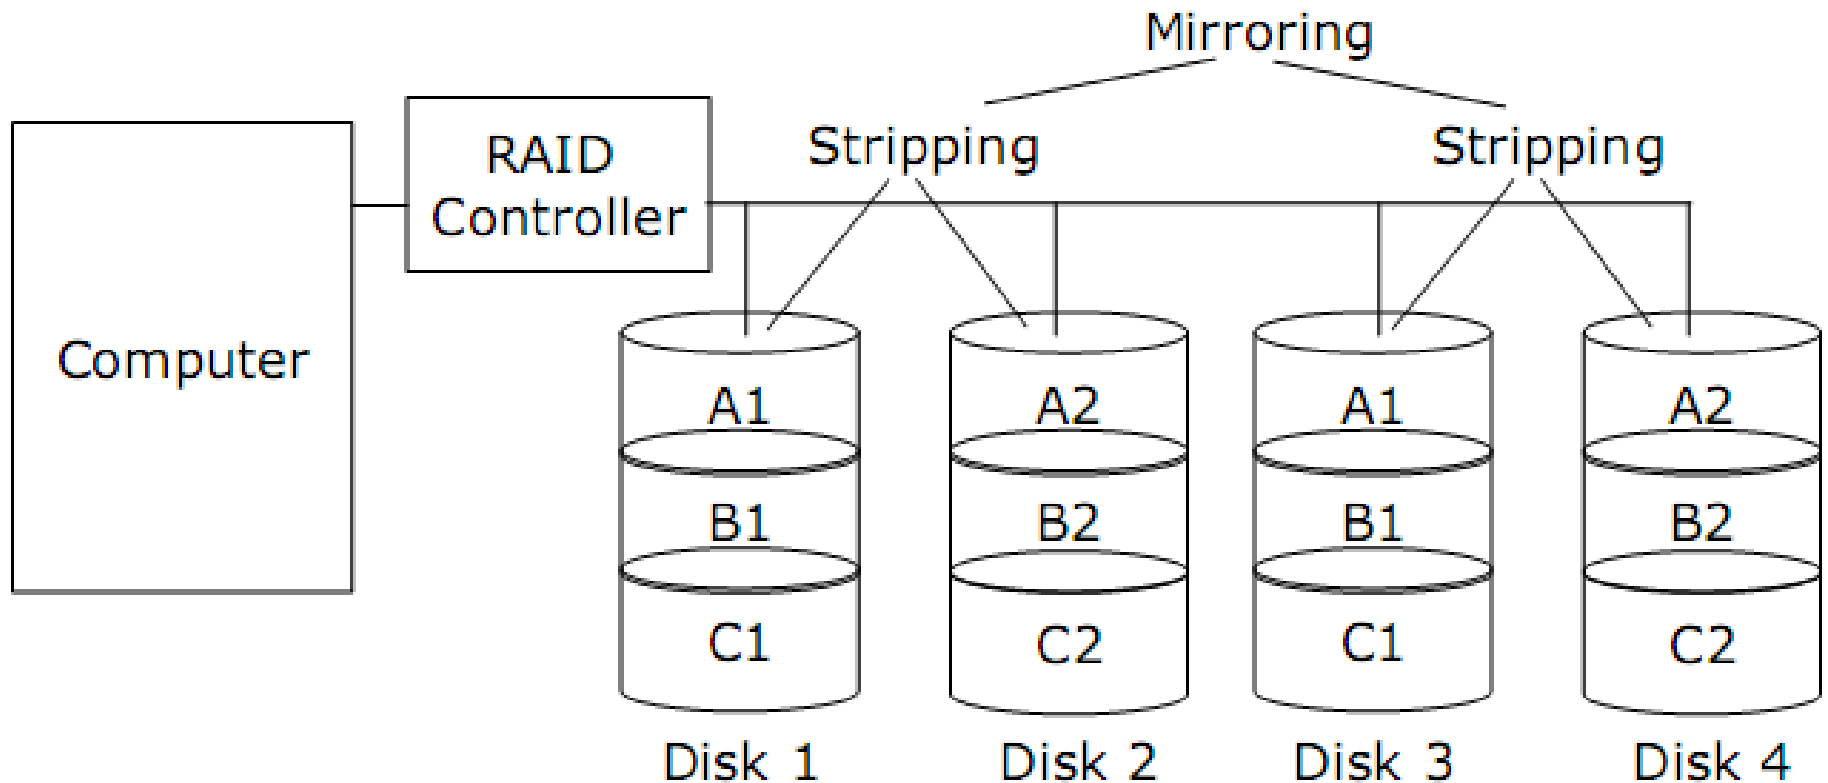 Mirroring
Stripping
Stripping
RAID
Controller
Computer
A1
A2
A1
A2
B1
B2
B1
B2
C1
C2
C1
C2
Disk 1
Disk 2
Disk 3
Disk 4